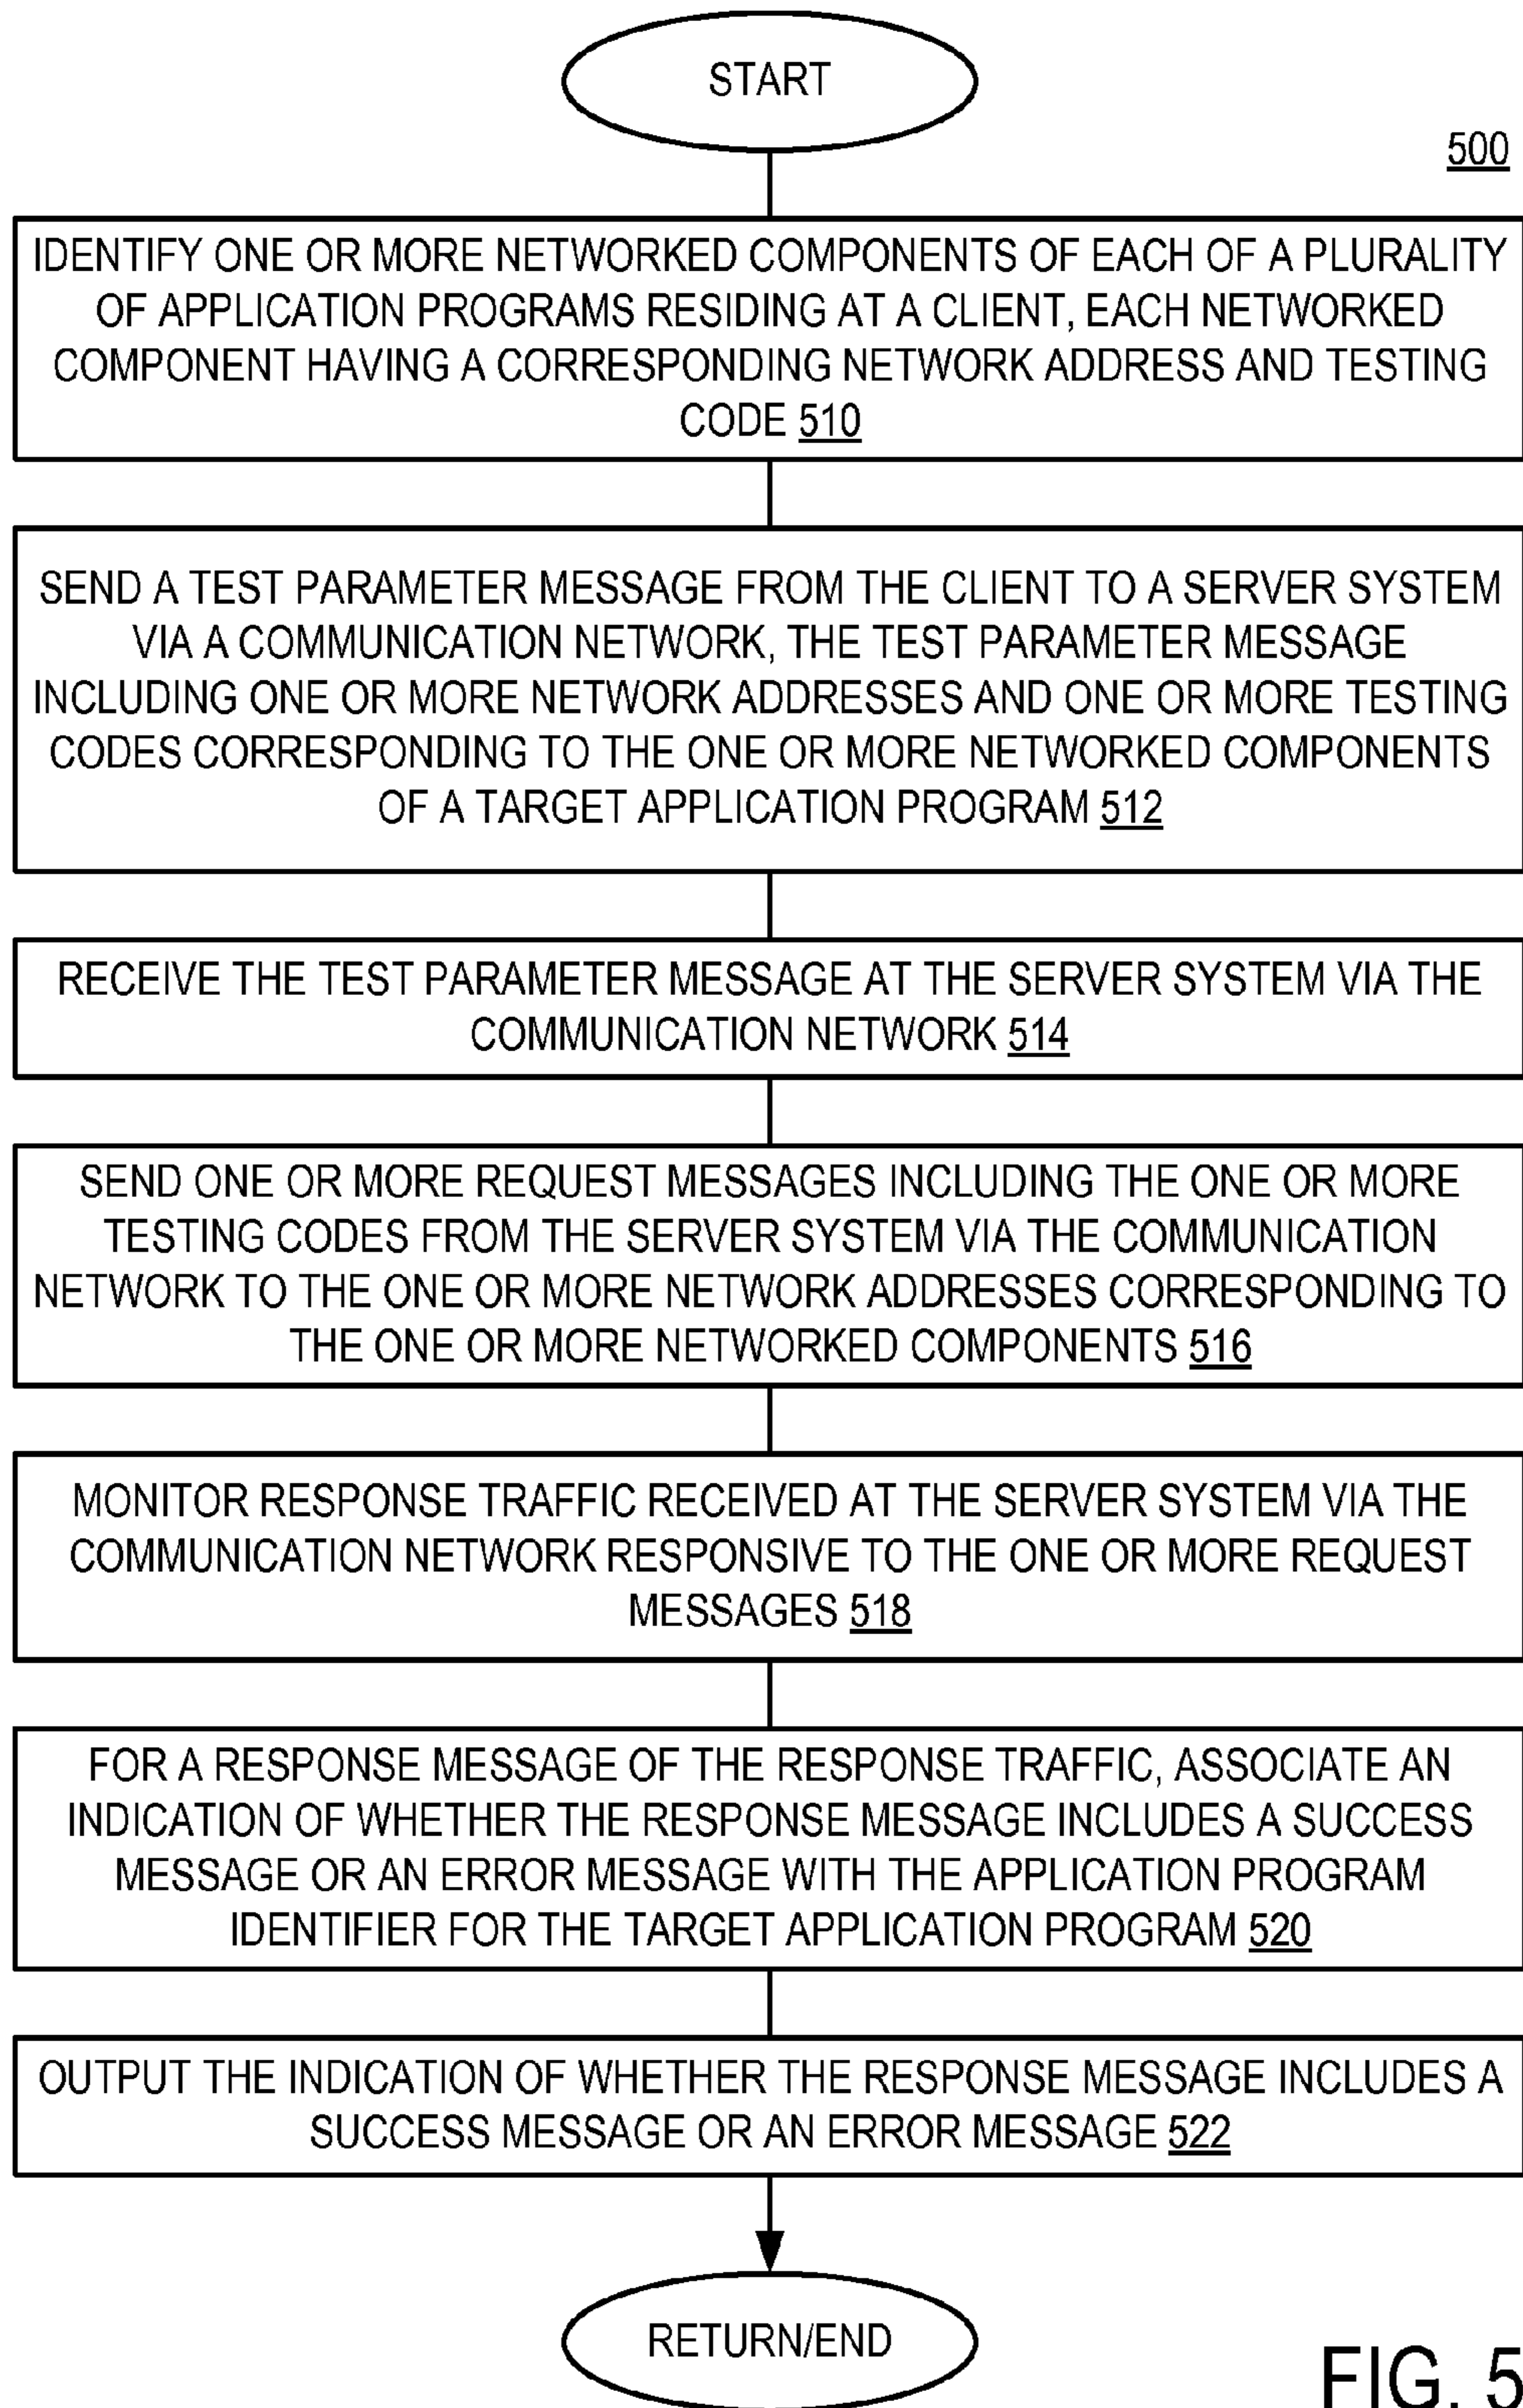 START
500
IDENTIFY ONE OR MORE NETWORKED COMPONENTS OF EACH OF A PLURALITY
OF APPLICATION PROGRAMS RESIDING AT A CLIENT, EACH NETWORKED
COMPONENT HAVING A CORRESPONDING NETWORK ADDRESS AND TESTING
CODE 510
SEND A TEST PARAMETER MESSAGE FROM THE CLIENT TO A SERVER SYSTEM
VIA A COMMUNICATION NETWORK, THE TEST PARAMETER MESSAGE
INCLUDING ONE OR MORE NETWORK ADDRESSES AND ONE OR MORE TESTING
CODES CORRESPONDING TO THE ONE OR MORE NETWORKED COMPONENTS
OF A TARGET APPLICATION PROGRAM 512
RECEIVE THE TEST PARAMETER MESSAGE AT THE SERVER SYSTEM VIA THE
COMMUNICATION NETWORK 514
SEND ONE OR MORE REQUEST MESSAGES INCLUDING THE ONE OR MORE
TESTING CODES FROM THE SERVER SYSTEM VIA THE COMMUNICATION
NETWORK TO THE ONE OR MORE NETWORK ADDRESSES CORRESPONDING TO
THE ONE OR MORE NETWORKED COMPONENTS 516
MONITOR RESPONSE TRAFFIC RECEIVED AT THE SERVER SYSTEM VIA THE
COMMUNICATION NETWORK RESPONSIVE TO THE ONE OR MORE REQUEST
MESSAGES 518
FOR A RESPONSE MESSAGE OF THE RESPONSE TRAFFIC, ASSOCIATE AN
INDICATION OF WHETHER THE RESPONSE MESSAGE INCLUDES A SUCCESS
MESSAGE OR AN ERROR MESSAGE WITH THE APPLICATION PROGRAM
IDENTIFIER FOR THE TARGET APPLICATION PROGRAM 520
OUTPUT THE INDICATION OF WHETHER THE RESPONSE MESSAGE INCLUDES A
SUCCESS MESSAGE OR AN ERROR MESSAGE 522
RETURN/END
FIG. 5